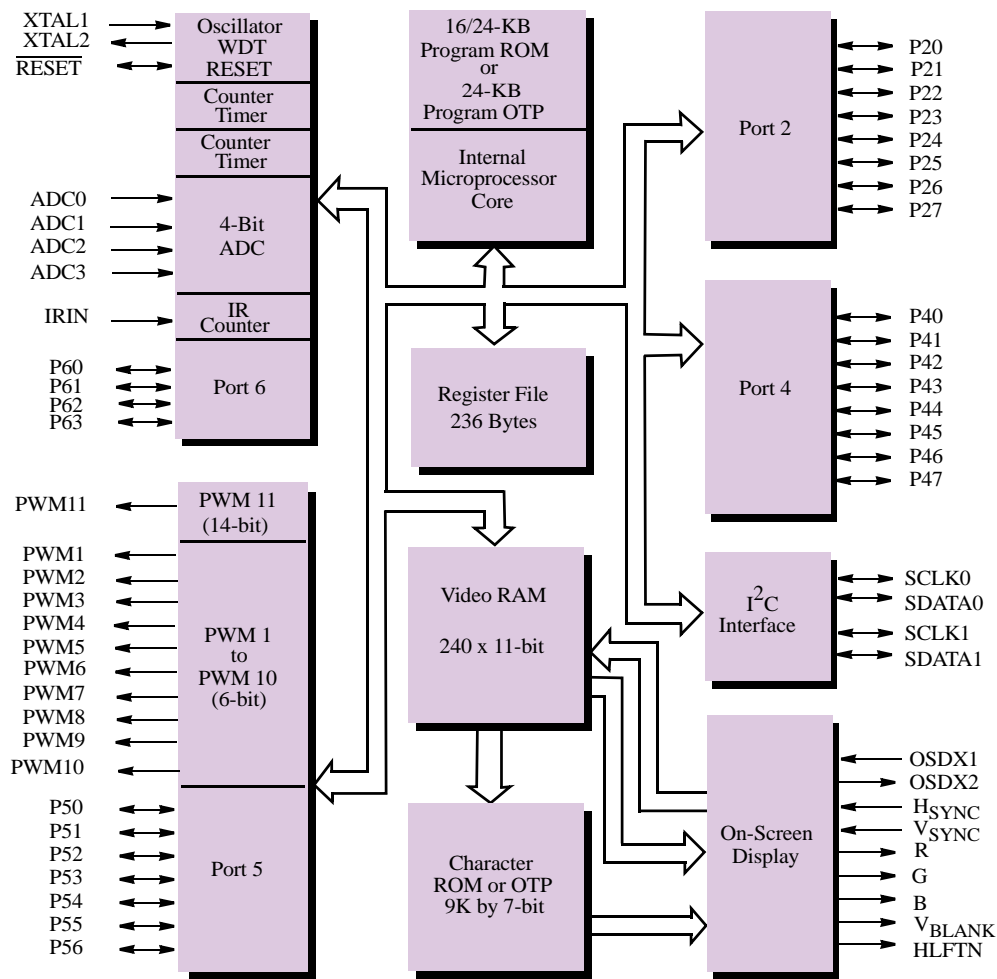 XTAL1
XTAL2
RESET
Oscillator
WDT
RESET
Counter
Timer
Counter
Timer
ADC0
ADC1
ADC2
ADC3
4-Bit
ADC
IRIN
IR
Counter
P60
P61
P62
P63
Port 6
16/24-KB
Program ROM
or
24-KB
Program OTP
Internal
Microprocessor
Core
Register File
236 Bytes
Port 2
P20
P21
P22
P23
P24
P25
P26
P27
Port 4
P40
P41
P42
P43
P44
P45
P46
P47
PWM11
PWM 11
(14-bit)
PWM1
PWM2
PWM3
PWM4
PWM5
PWM6
PWM7
PWM8
PWM9
PWM10
PWM 1
to
PWM 10
(6-bit)
P50
P51
P52
P53
P54
P55
P56
Port 5
Video RAM
240 x 11-bit
Character
ROM or OTP
9K by 7-bit
I2C
Interface
SCLK0
SDATA0
SCLK1
SDATA1
On-Screen
Display
OSDX1
OSDX2
HSYNC
VSYNC
R
G
B
VBLANK
HLFTN